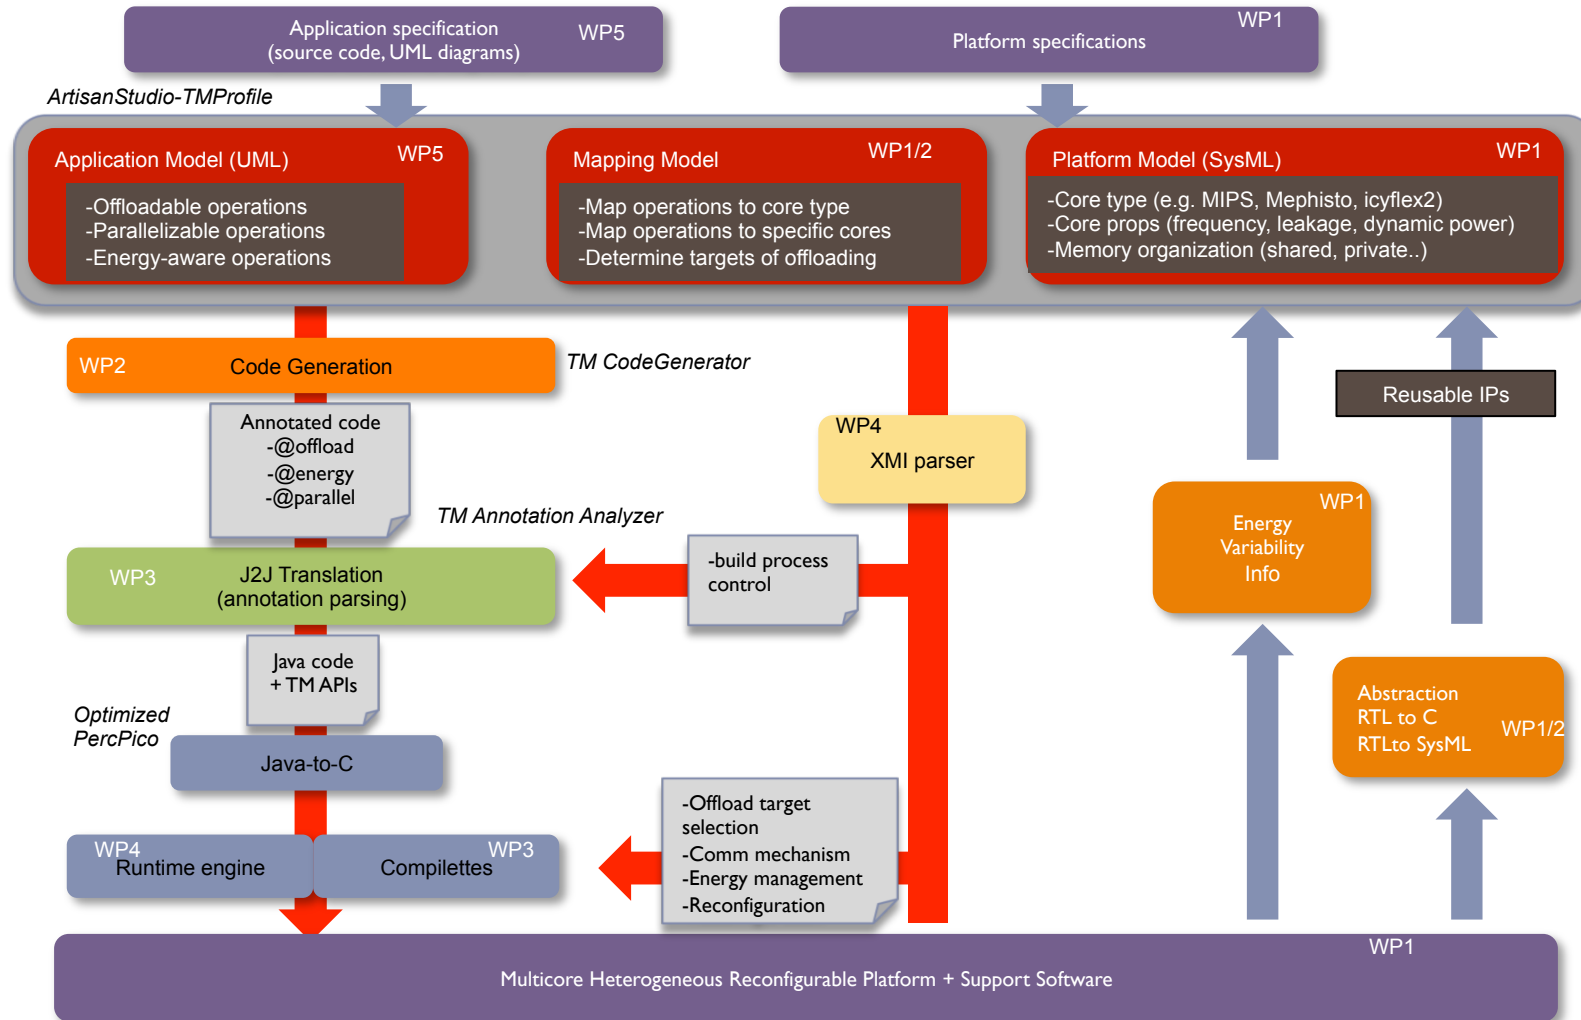 Application specification
(source code, UML diagrams)
WP5
WP1
Platform specifications
ArtisanStudio-TMProfile
Application Model (UML)
WP5
-Offloadable operations
-Parallelizable operations
-Energy-aware operations
Mapping Model
WP1/2
-Map operations to core type
-Map operations to specific cores
-Determine targets of offloading
Platform Model (SysML)
WP1
-Core type (e.g. MIPS, Mephisto, icyflex2)
-Core props (frequency, leakage, dynamic power)
-Memory organization (shared, private..)
WP2
Code Generation
TM CodeGenerator
Annotated code
-@offload
-@energy
-@parallel
WP4
XMI parser
Reusable IPs
TM Annotation Analyzer
WP3
J2J Translation
(annotation parsing)
-build process
control
WP1
Energy
Variability
Info
Java code
+ TM APIs
Optimized
PercPico
Java-to-C
Abstraction
RTL to C
RTLto SysML
WP1/2
WP4
Runtime engine
WP3
Compilettes
-Offload target
selection
-Comm mechanism
-Energy management
-Reconfiguration
WP1
Multicore Heterogeneous Reconfigurable Platform + Support Software